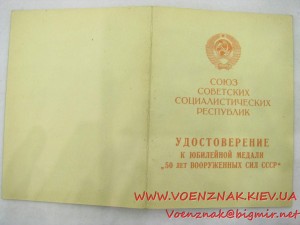 СОЮЗ
СОВЕТСКИХ
СОЦИАЛИСТИЧЕСКИХ
РЕСПУБЛИК
УДОСТОВЕРЕНИЕ
К ЮБИЛЕЙНОЙ МЕДАЛИ
„50 ЛЕТ ВООРУЖЕННЫХ СИЛ СССР“
www.VOENZNAK.KIEV.UA
Voenznak@bigmir.net